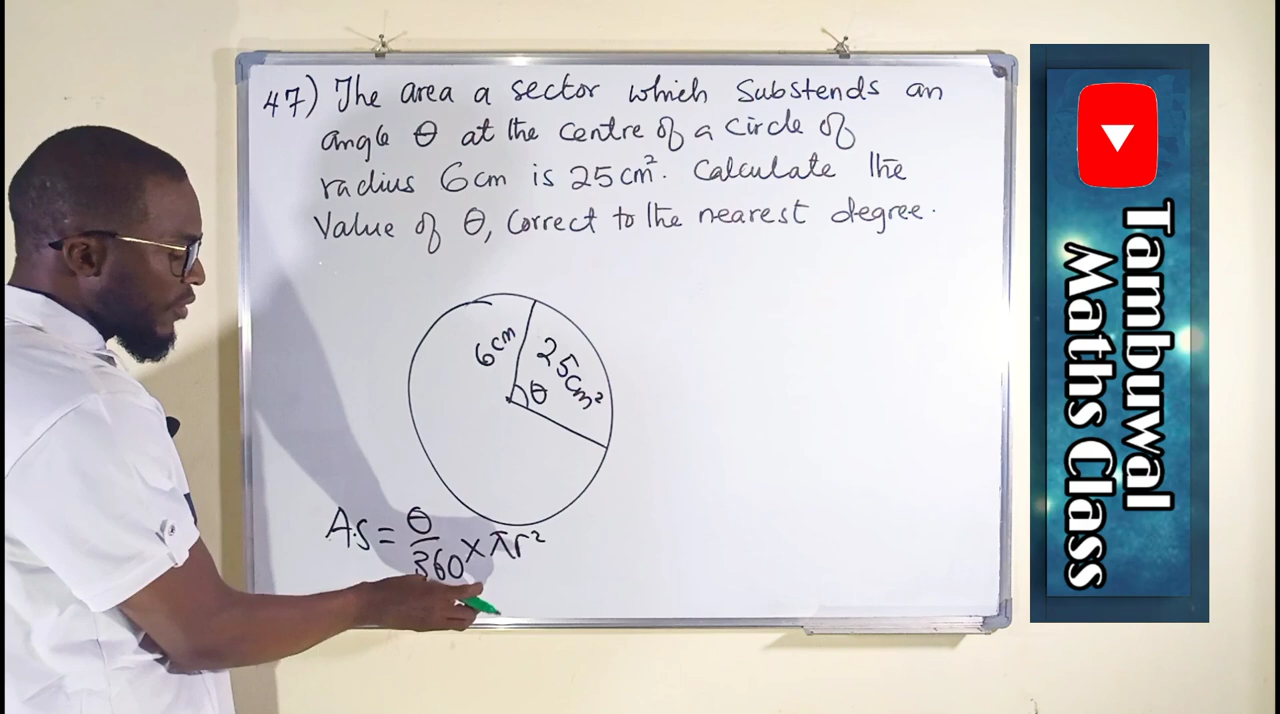 47) The area a sector which Substends an
angle θ at the centre of a circle of
radius 6cm is 25cm². Calculate the
Value of θ, Correct to the nearest degree.
6cm
25cm²
θ
A.S = θ/360 × πr²
Tambuwal
Maths Class